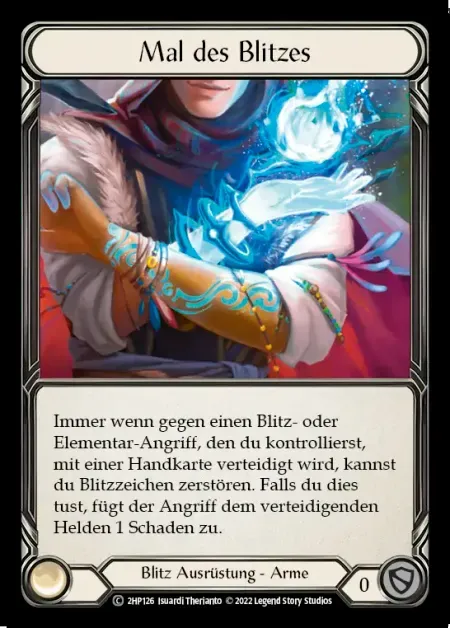 Mal des Blitzes
Immer wenn gegen einen Blitz- oder
Elementar-Angriff, den du kontrollierst,
mit einer Handkarte verteidigt wird, kannst
du Blitzzeichen zerstören. Falls du dies
tust, fügt der Angriff dem verteidigenden
Helden 1 Schaden zu.
Blitz Ausrüstung - Arme
0
© 2HP126 Isuardi Therianto © 2022 Legend Story Studios